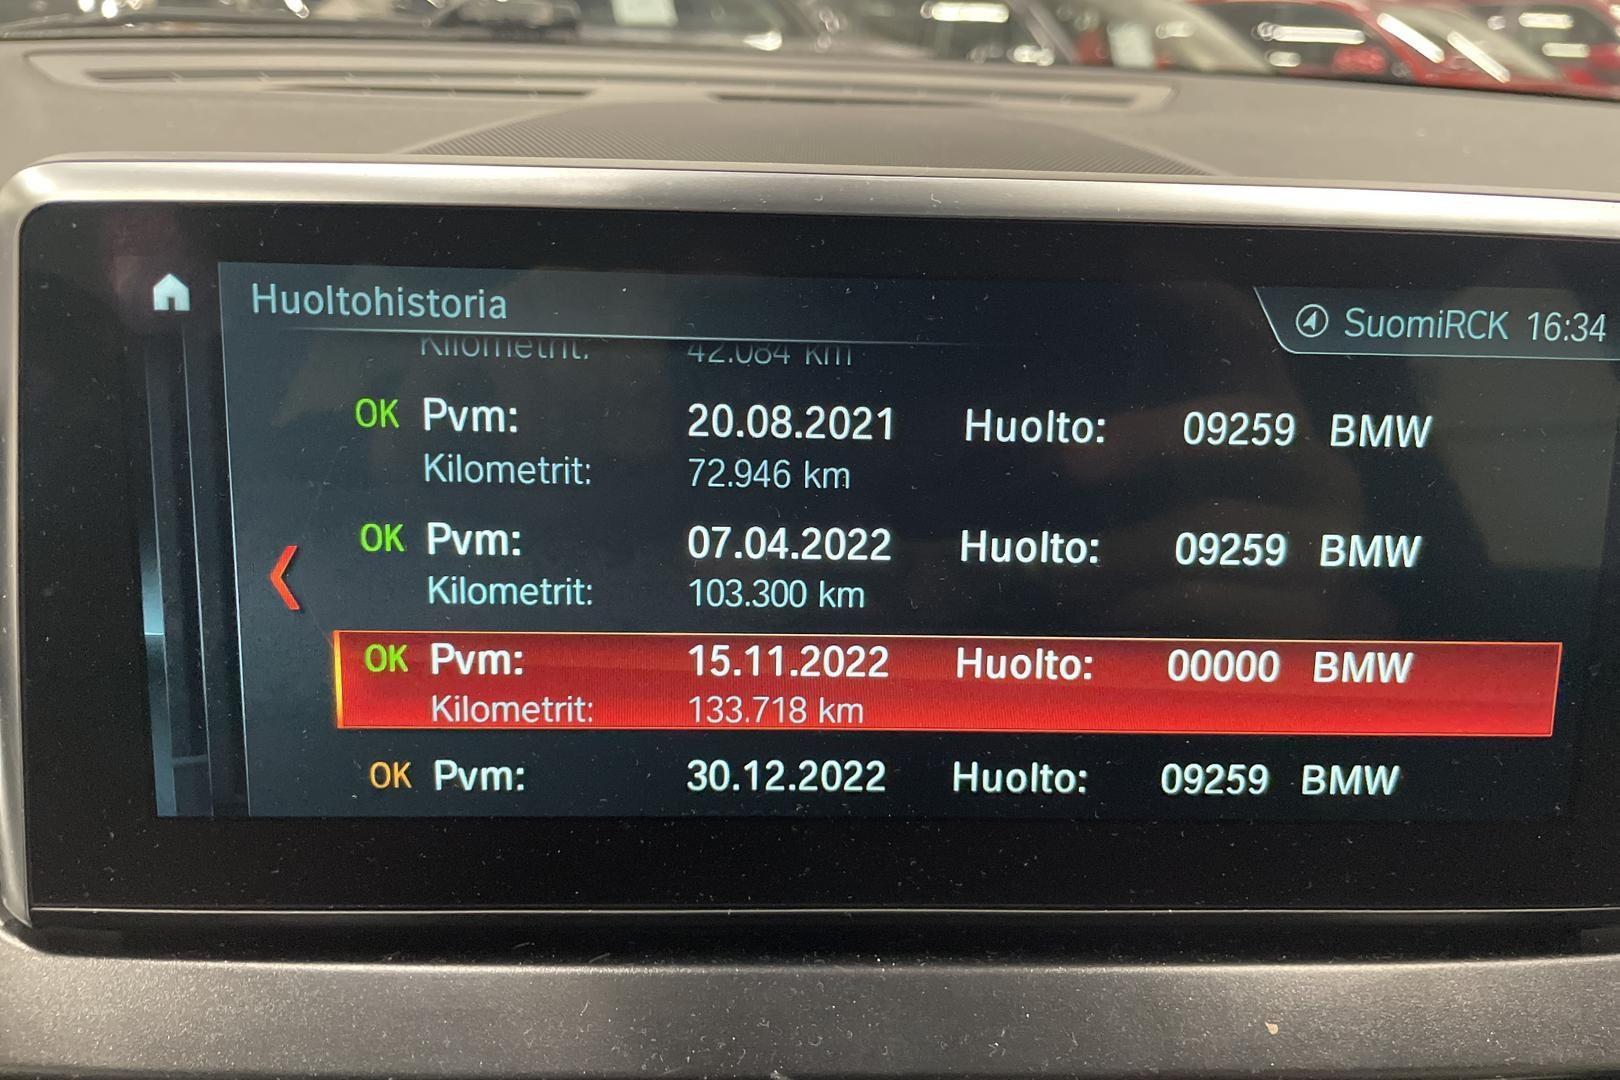 Huoltohistoria
SuomiRCK 16:34
Kilometrit: 42.084 km
OK Pvm: 20.08.2021 Huolto: 09259 BMW
Kilometrit: 72.946 km
OK Pvm: 07.04.2022 Huolto: 09259 BMW
Kilometrit: 103.300 km
OK Pvm: 15.11.2022 Huolto: 00000 BMW
Kilometrit: 133.718 km
OK Pvm: 30.12.2022 Huolto: 09259 BMW